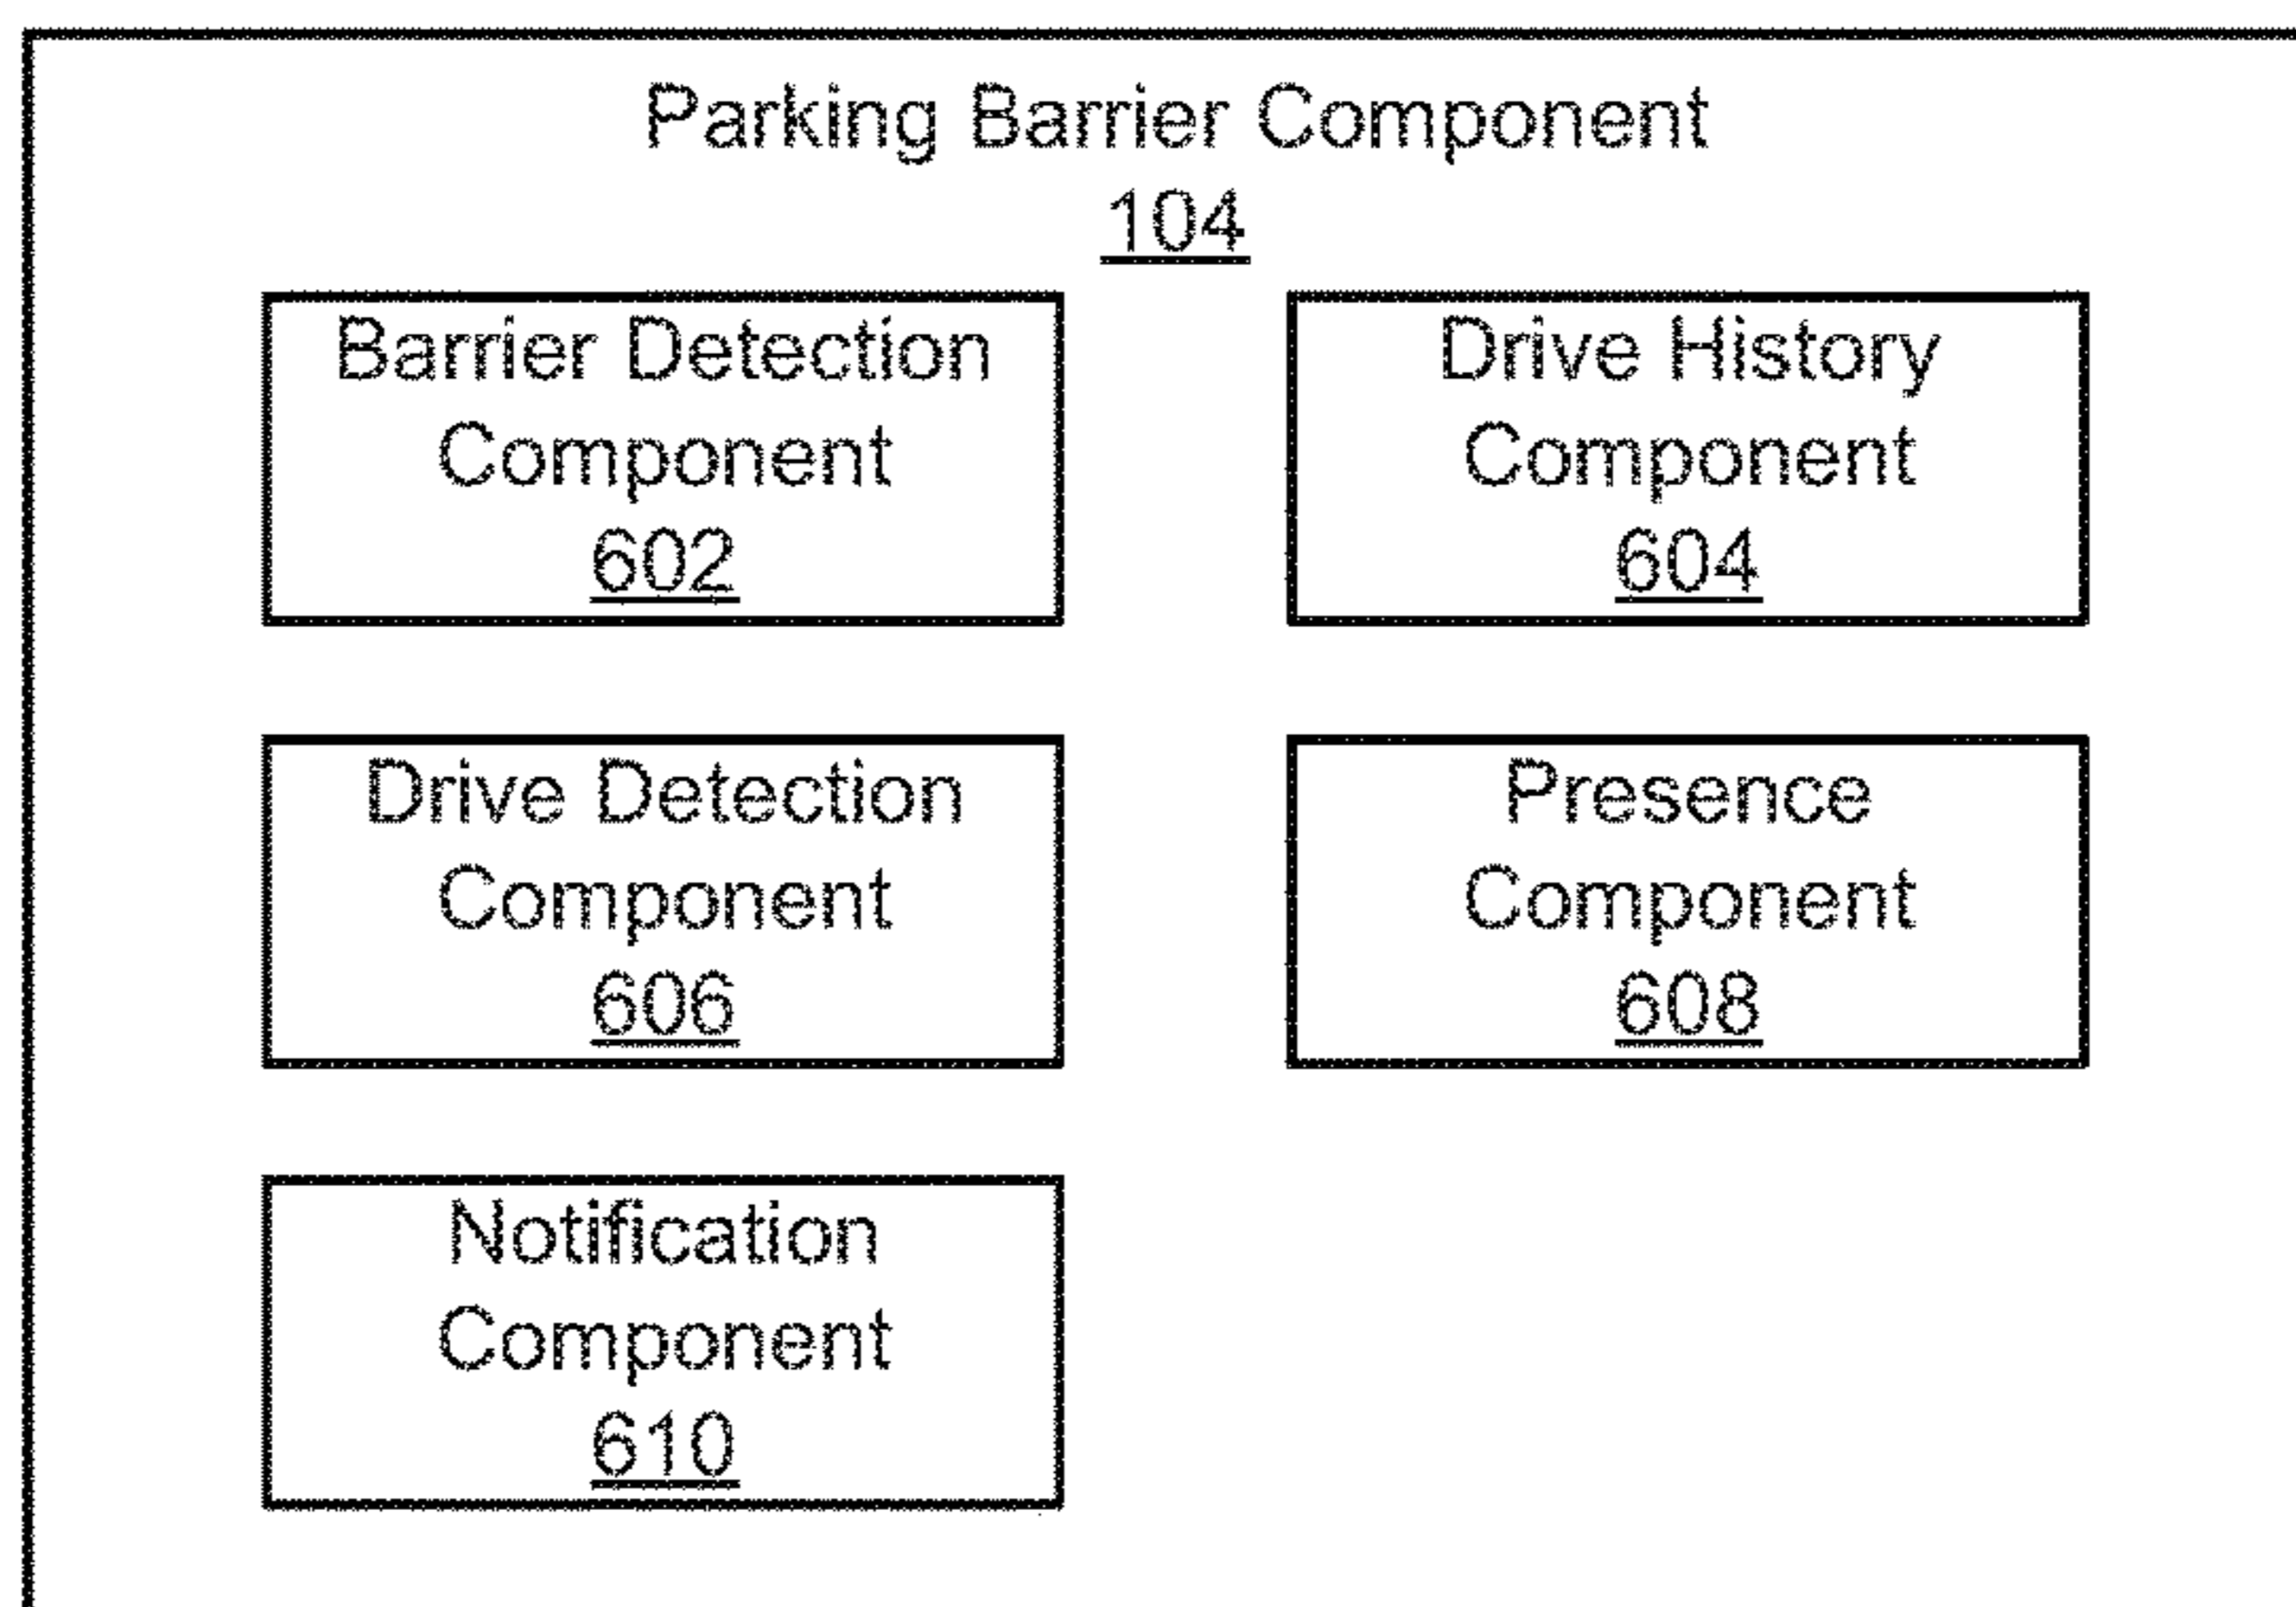 Parking Barrier Component
104
Barrier Detection
Component
602
Drive History
Component
604
Drive Detection
Component
606
Presence
Component
608
Notification
Component
610